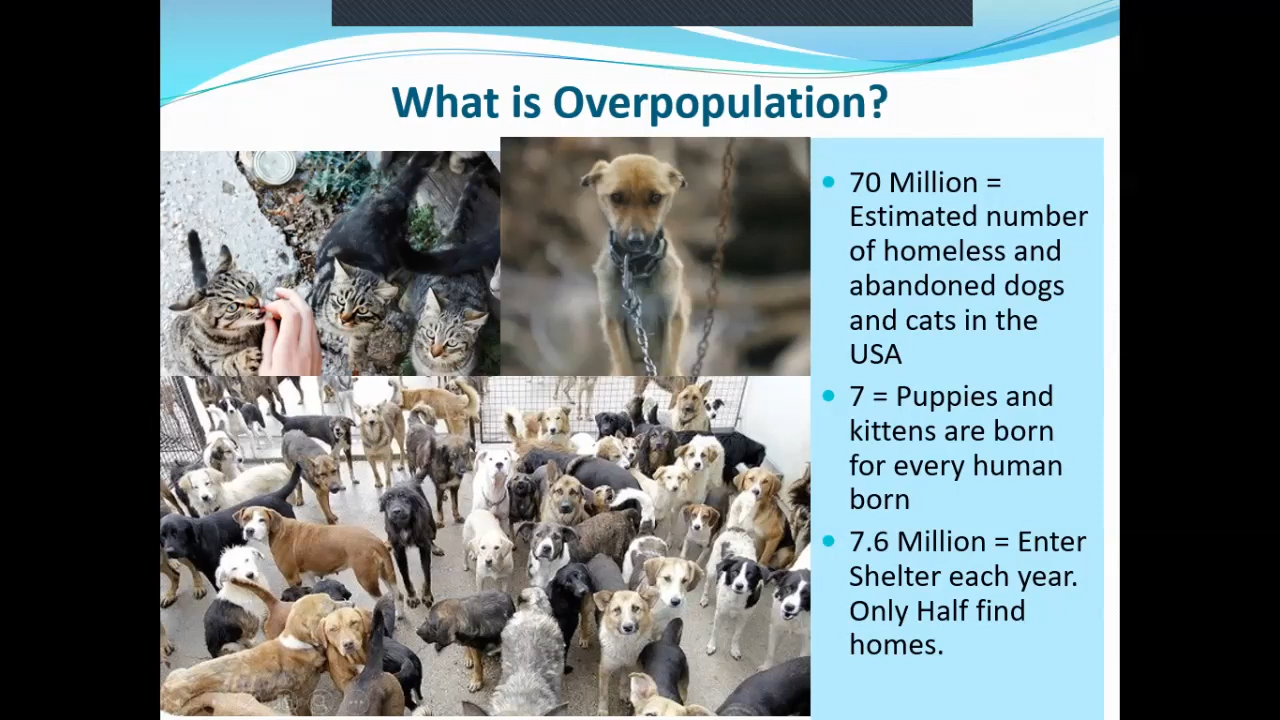 What is Overpopulation?
70 Million =
Estimated number
of homeless and
abandoned dogs
and cats in the
USA
7 = Puppies and
kittens are born
for every human
born
7.6 Million = Enter
Shelter each year.
Only Half find
homes.